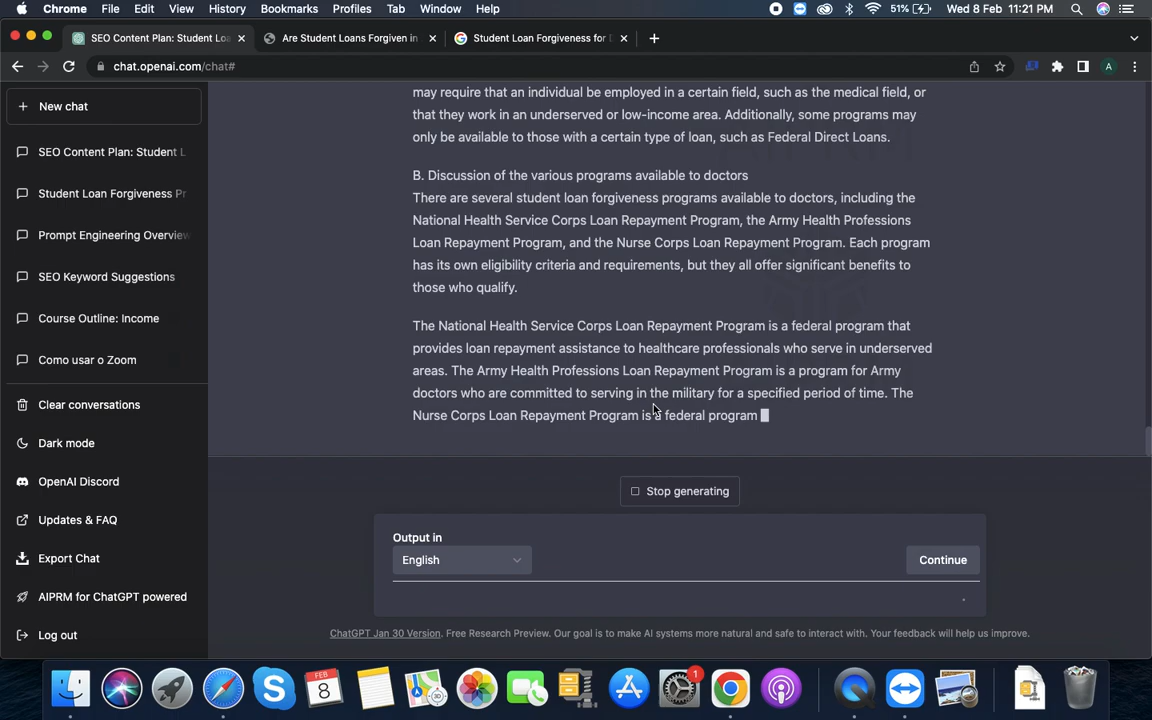 Chrome File Edit View History Bookmarks Profiles Tab Window Help 51% Wed 8 Feb 11:21 PM
SEO Content Plan: Student Loa Are Student Loans Forgiven in Student Loan Forgiveness for
chat.openai.com/chat#
A
New chat
SEO Content Plan: Student L
Student Loan Forgiveness Pr
Prompt Engineering Overview
SEO Keyword Suggestions
Course Outline: Income
Como usar o Zoom
Clear conversations
Dark mode
OpenAI Discord
Updates & FAQ
Export Chat
AIPRM for ChatGPT powered
Log out
may require that an individual be employed in a certain field, such as the medical field, or
that they work in an underserved or low-income area. Additionally, some programs may
only be available to those with a certain type of loan, such as Federal Direct Loans.
B. Discussion of the various programs available to doctors
There are several student loan forgiveness programs available to doctors, including the
National Health Service Corps Loan Repayment Program, the Army Health Professions
Loan Repayment Program, and the Nurse Corps Loan Repayment Program. Each program
has its own eligibility criteria and requirements, but they all offer significant benefits to
those who qualify.
The National Health Service Corps Loan Repayment Program is a federal program that
provides loan repayment assistance to healthcare professionals who serve in underserved
areas. The Army Health Professions Loan Repayment Program is a program for Army
doctors who are committed to serving in the military for a specified period of time. The
Nurse Corps Loan Repayment Program is a federal program
Stop generating
Output in
English
Continue
ChatGPT Jan 30 Version. Free Research Preview. Our goal is to make AI systems more natural and safe to interact with. Your feedback will help us improve.
FEB
8
1